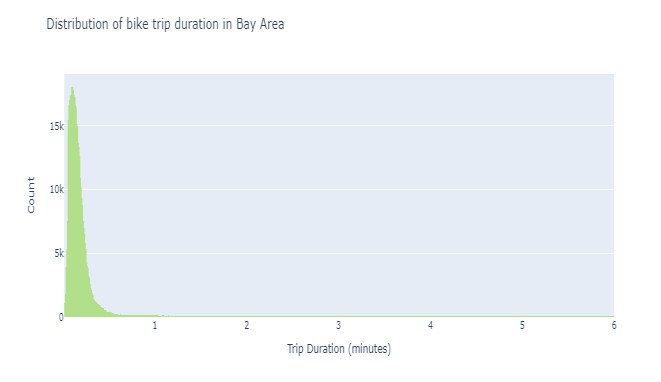 Distribution of bike trip duration in Bay Area
15k
10k
5k
0
Count
1 2 3 4 5 6
Trip Duration (minutes)